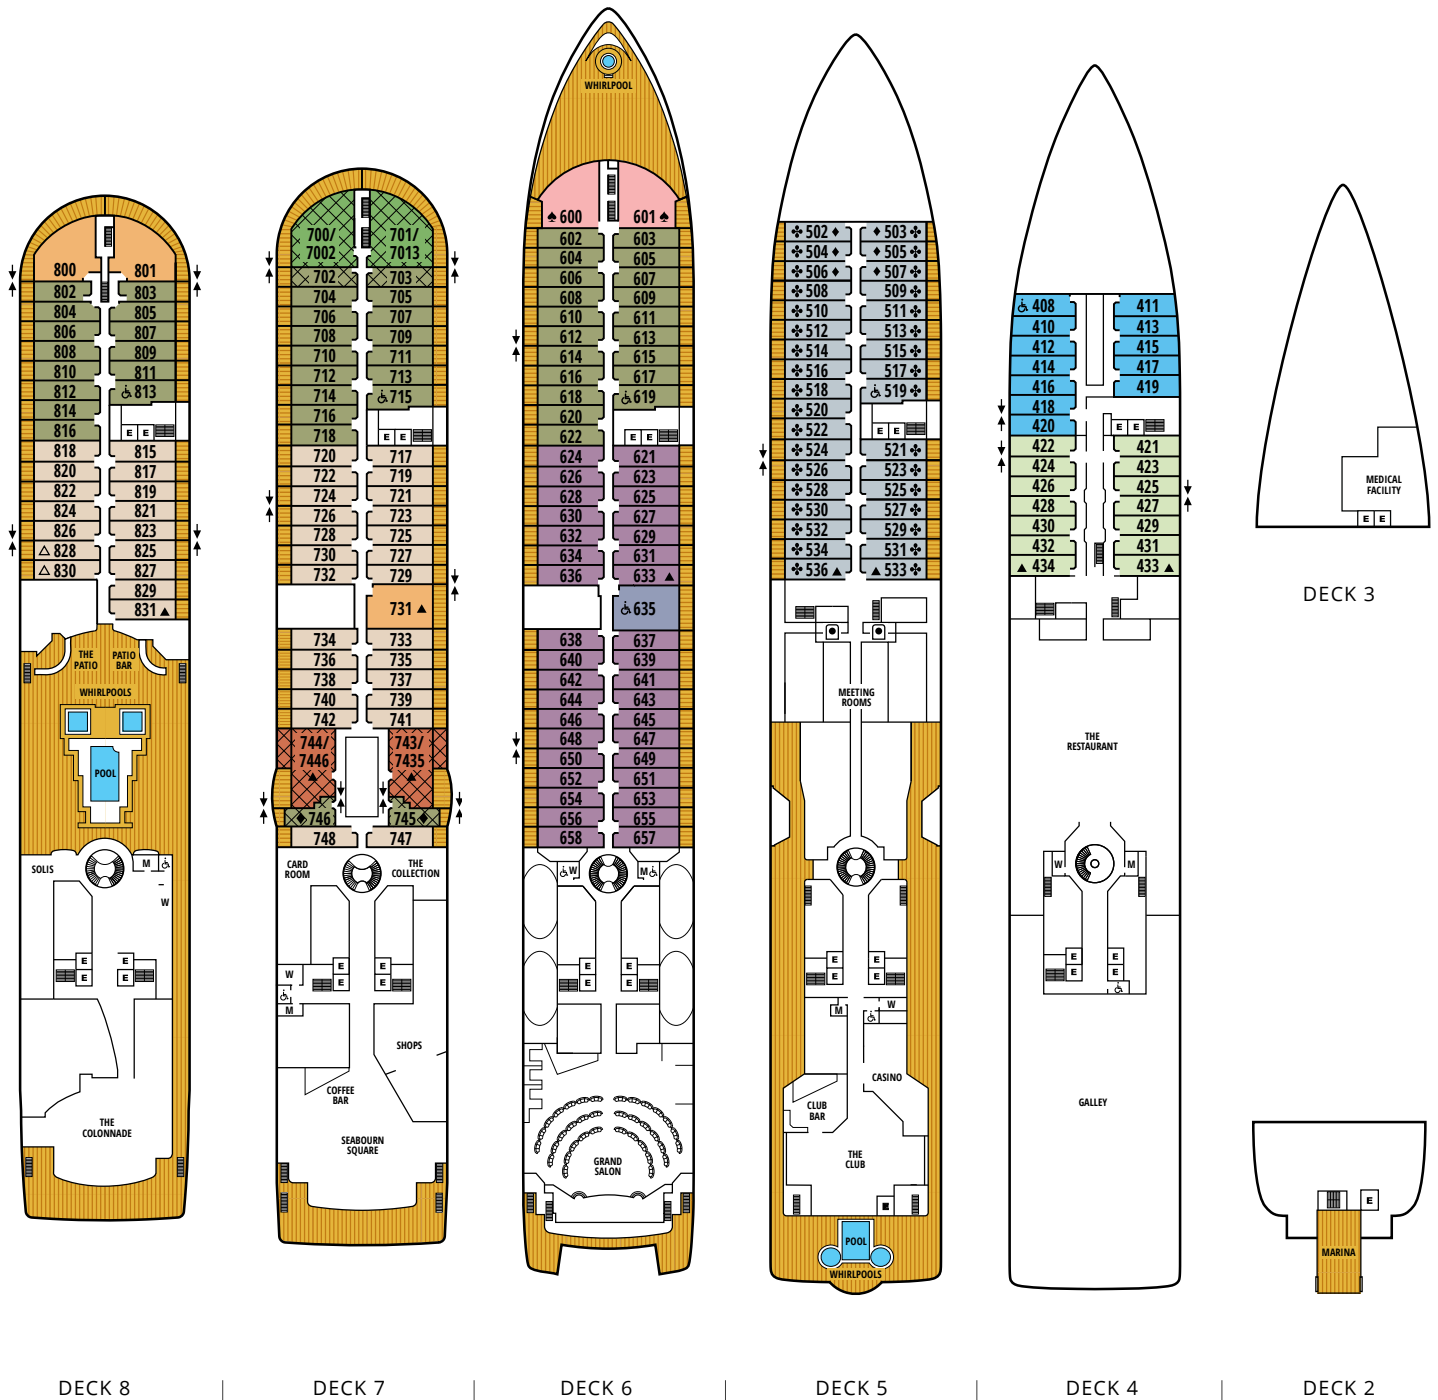 800 801
802 803
804 805
806 807
808 809
810 811
812 813
814
816
818 815
820 817
822 819
824 821
826 823
828 825
830 827
829
831
E E
THE
PATIO
PATIO
BAR
WHIRLPOOLS
POOL
SOLIS
M
W
E E
E E
THE
COLONNADE
DECK 8
700/
7002
701/
7013
702 703
704 705
706 707
708 709
710 711
712 713
714 715
716
718
E E
720 717
722 719
724 721
726 723
728 725
730 727
732 729
731
734 733
736 735
738 737
740 739
742 741
744/
7446
743/
7435
746 745
748 747
CARD
ROOM
THE
COLLECTION
E E
E E
W
M
SHOPS
COFFEE
BAR
SEABOURN
SQUARE
DECK 7
WHIRLPOOL
600 601
602 603
604 605
606 607
608 609
610 611
612 613
614 615
616 617
618 619
620
622
E E
624 621
626 623
628 625
630 627
632 629
634 631
636 633
635
638 637
640 639
642 641
644 643
646 645
648 647
650 649
652 651
654 653
656 655
658 657
W M
E E
E E
GRAND
SALON
DECK 6
502 503
504 505
506 507
508 509
510 511
512 513
514 515
516 517
518 519
520
522
E E
524 521
526 523
528 525
530 527
532 529
534 531
536 533
MEETING
ROOMS
E E
E E
M W
CASINO
CLUB
BAR
THE
CLUB
E
POOL
WHIRLPOOLS
DECK 5
408 411
410 413
412 415
414 417
416 419
418
420
E E
422 421
424 423
426 425
428 427
430 429
432 431
434 433
THE
RESTAURANT
W M
E E
E E
GALLEY
DECK 4
MEDICAL
FACILITY
E E
DECK 3
E
MARINA
DECK 2